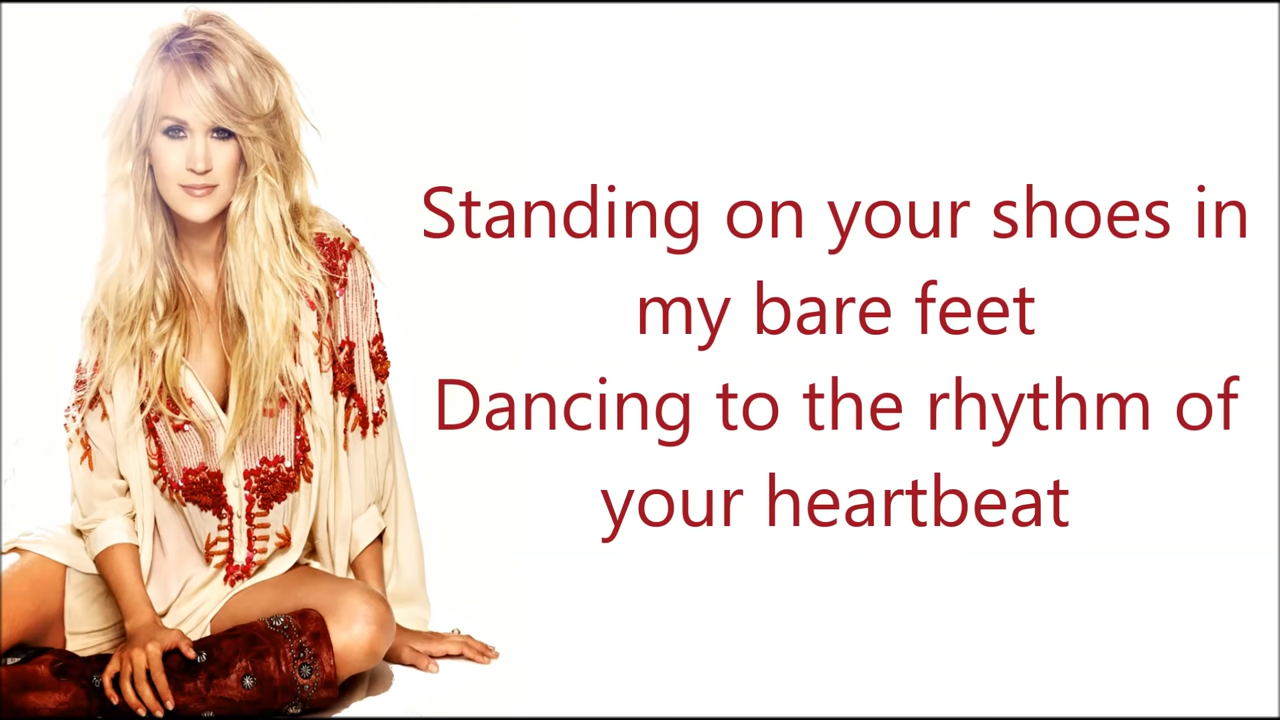 Standing on your shoes in
my bare feet
Dancing to the rhythm of
your heartbeat